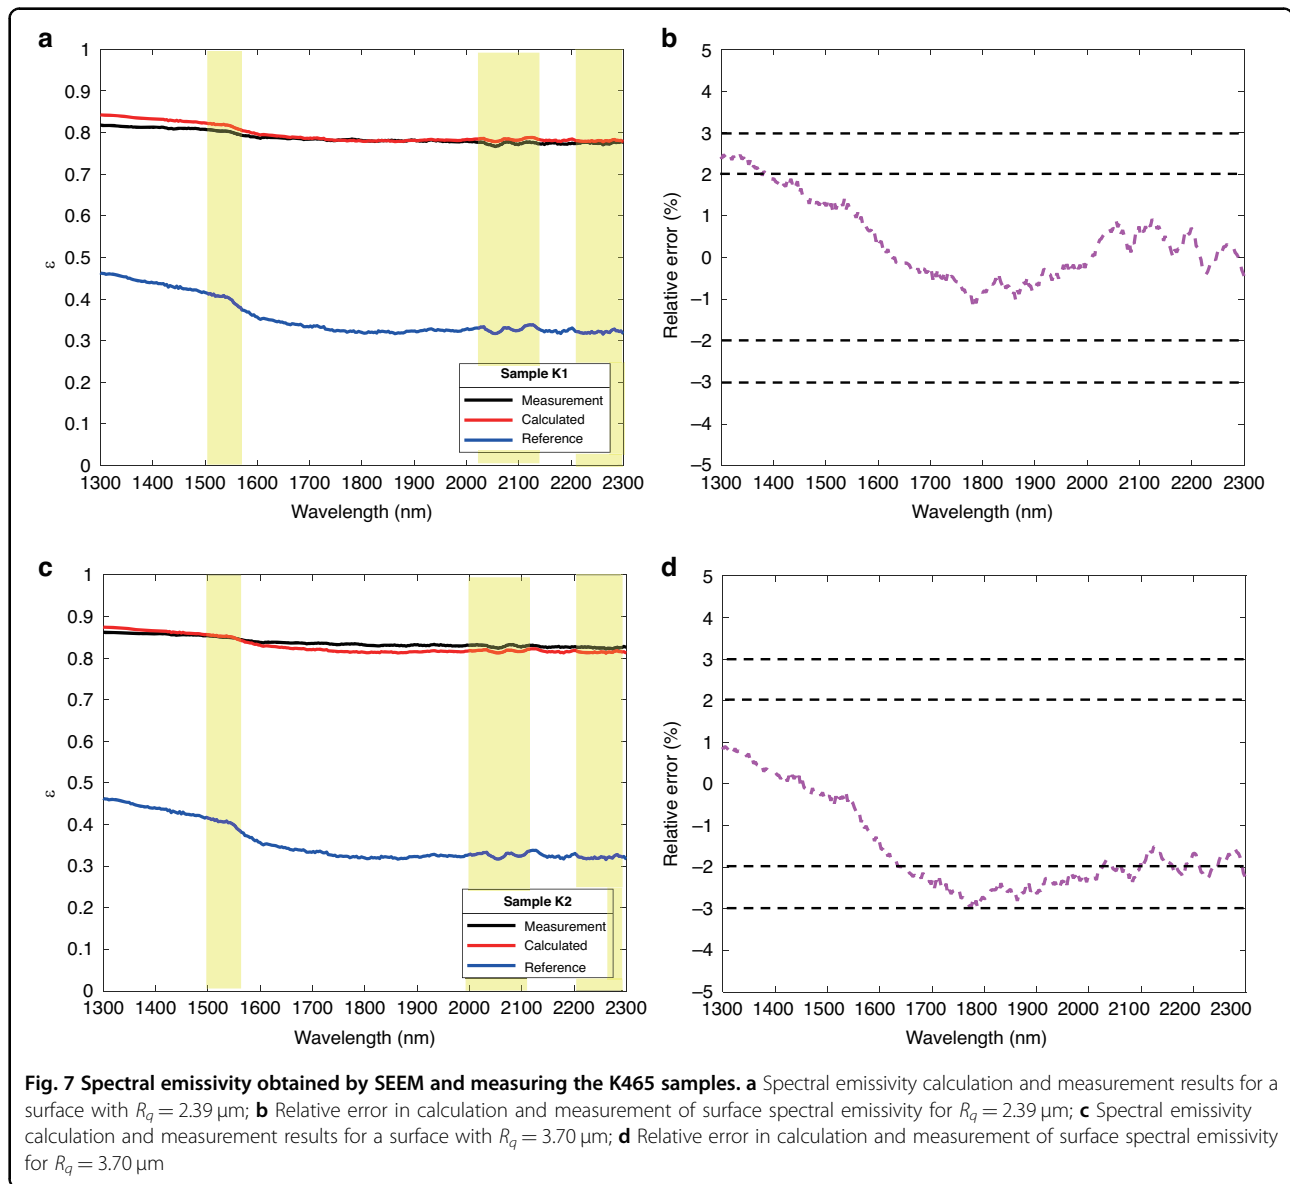 a
1
0.9
0.8
0.7
0.6
0.5
0.4
0.3
0.2
0.1
0
ε
1300 1400 1500 1600 1700 1800 1900 2000 2100 2200 2300
Wavelength (nm)
Sample K1
Measurement
Calculated
Reference
b
5
4
3
2
1
0
–1
–2
–3
–4
–5
Relative error (%)
1300 1400 1500 1600 1700 1800 1900 2000 2100 2200 2300
Wavelength (nm)
c
1
0.9
0.8
0.7
0.6
0.5
0.4
0.3
0.2
0.1
0
ε
1300 1400 1500 1600 1700 1800 1900 2000 2100 2200 2300
Wavelength (nm)
Sample K2
Measurement
Calculated
Reference
d
5
4
3
2
1
0
–1
–2
–3
–4
–5
Relative error (%)
1300 1400 1500 1600 1700 1800 1900 2000 2100 2200 2300
Wavelength (nm)
Fig. 7 Spectral emissivity obtained by SEEM and measuring the K465 samples. a Spectral emissivity calculation and measurement results for a
surface with Rq = 2.39 μm; b Relative error in calculation and measurement of surface spectral emissivity for Rq = 2.39 μm; c Spectral emissivity
calculation and measurement results for a surface with Rq = 3.70 μm; d Relative error in calculation and measurement of surface spectral emissivity
for Rq = 3.70 μm